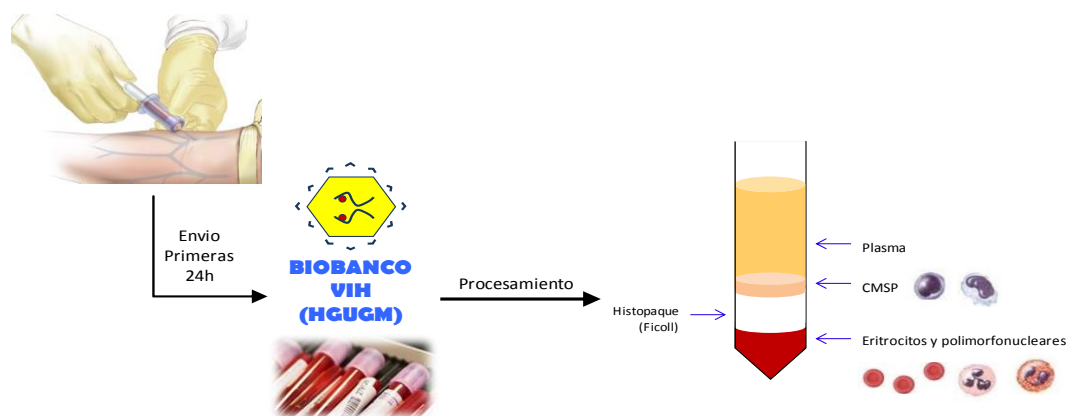 Envio
Primeras
24h
BIOBANCO
VIH
(HGUGM)
Procesamiento
Histopaque
(Ficoll)
Plasma
CMSP
Eritrocitos y polimorfonucleares